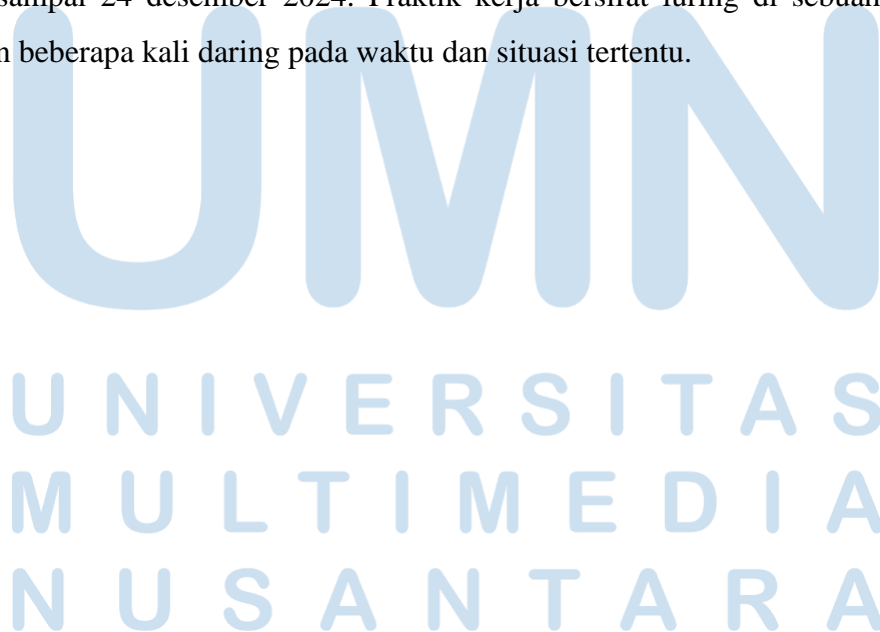 sampai 24 desember 2024. Praktik kerja bersifat luring di sebuah
n beberapa kali daring pada waktu dan situasi tertentu.
UMN
UNIVERSITAS
MULTIMEDIA
NUSANTARA